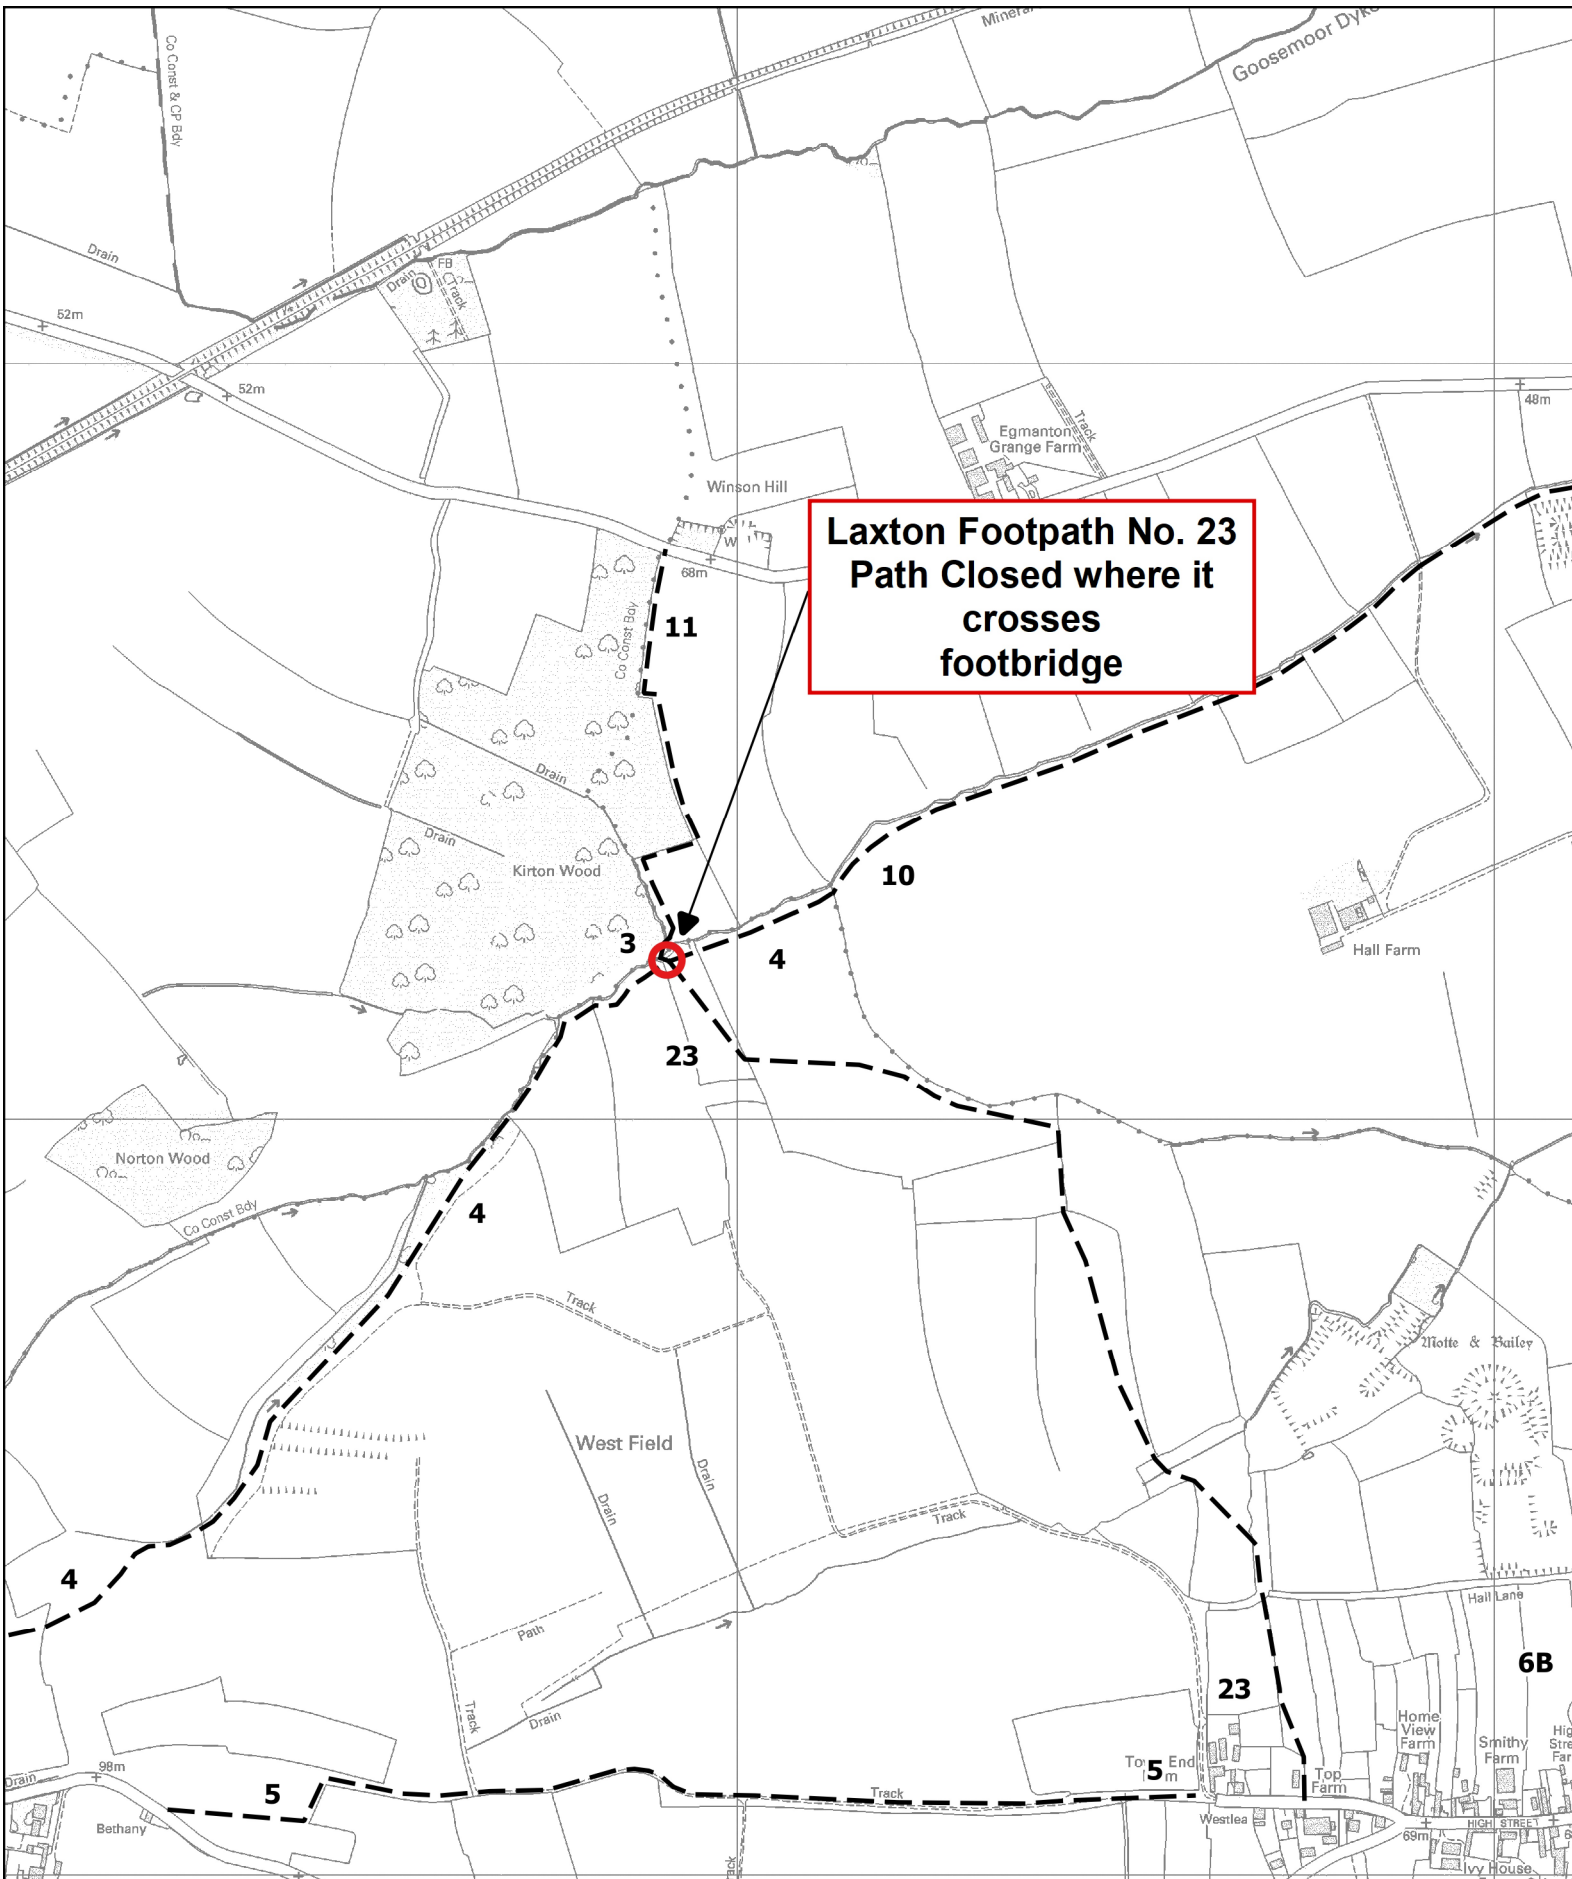 Co Const & CP Bdy
Goosemoor Dyke
Drain
FB
Drain
Track
52m
52m
48m
Track
Egmanton
Grange Farm
Winson Hill
W
68m
Laxton Footpath No. 23
Path Closed where it
crosses
footbridge
Co Const Bdy
11
Drain
Drain
Kirton Wood
10
3
4
Hall Farm
23
Norton Wood
Co Const Bdy
4
Track
Motte & Bailey
West Field
Drain
Drain
Track
4
Path
Hall Lane
6B
23
Drain
Track
Home
View
Farm
Smithy
Farm
98m
Drain
5
5
Top
Farm
Track
Bethany
Westlea
HIGH STREET
69m
Ivy House